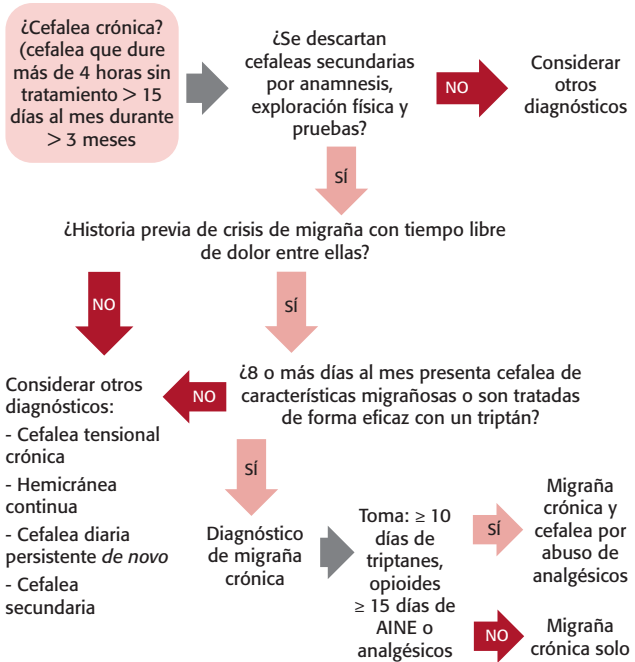 ¿Cefalea crónica?
(cefalea que dure
más de 4 horas sin
tratamiento > 15
días al mes durante
> 3 meses
¿Se descartan
cefaleas secundarias
por anamnesis,
exploración física y
pruebas?
NO
Considerar
otros
diagnósticos
SÍ
¿Historia previa de crisis de migraña con tiempo libre
de dolor entre ellas?
NO
SÍ
¿8 o más días al mes presenta cefalea de
características migrañosas o son tratadas
de forma eficaz con un triptán?
NO
Considerar otros
diagnósticos:
- Cefalea tensional
crónica
- Hemicránea
continua
- Cefalea diaria
persistente de novo
- Cefalea
secundaria
SÍ
Diagnóstico
de migraña
crónica
Toma: ≥ 10
días de
triptanes,
opioides
≥ 15 días de
AINE o
analgésicos
SÍ
Migraña
crónica y
cefalea por
abuso de
analgésicos
NO
Migraña
crónica solo